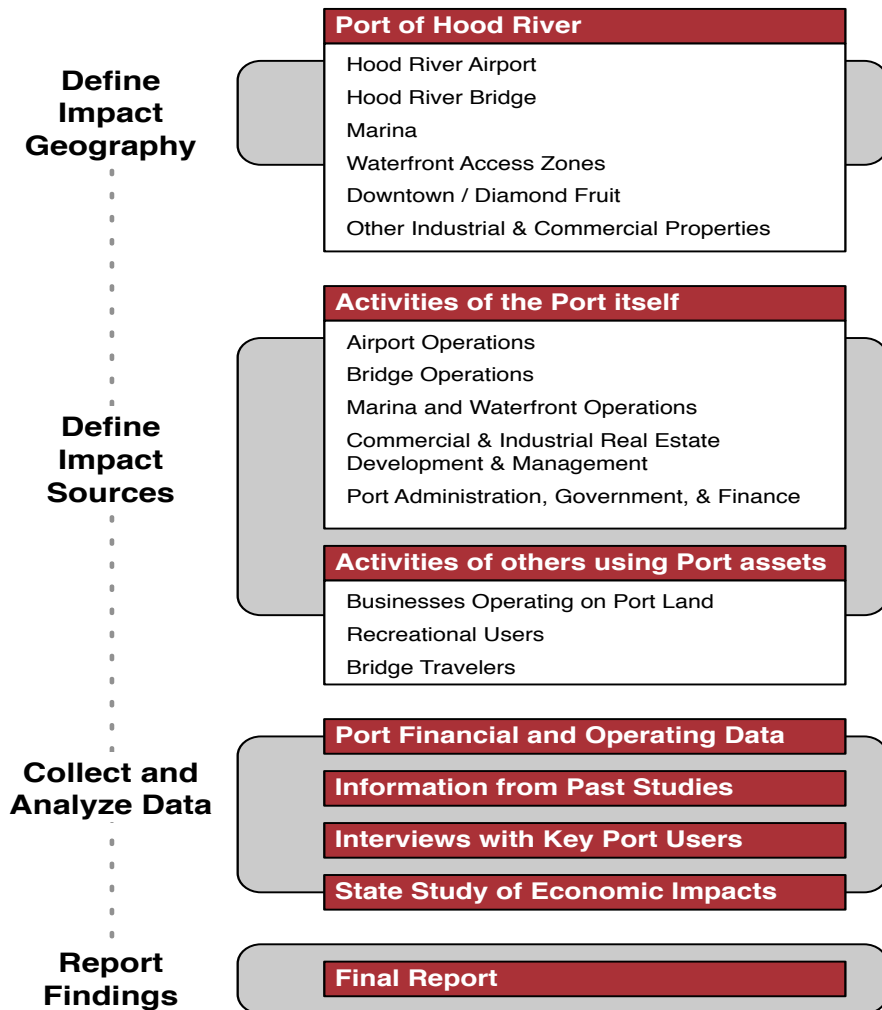 Define
Impact
Geography
Port of Hood River
Hood River Airport
Hood River Bridge
Marina
Waterfront Access Zones
Downtown / Diamond Fruit
Other Industrial & Commercial Properties
Define
Impact
Sources
Activities of the Port itself
Airport Operations
Bridge Operations
Marina and Waterfront Operations
Commercial & Industrial Real Estate
Development & Management
Port Administration, Government, & Finance
Activities of others using Port assets
Businesses Operating on Port Land
Recreational Users
Bridge Travelers
Collect and
Analyze Data
Port Financial and Operating Data
Information from Past Studies
Interviews with Key Port Users
State Study of Economic Impacts
Report
Findings
Final Report